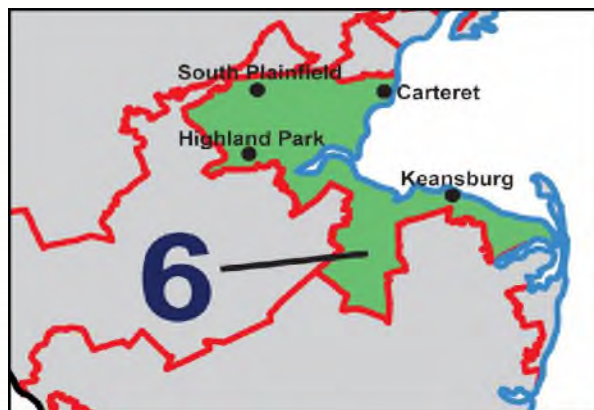 South Plainfield
Carteret
Highland Park
Keansburg
6